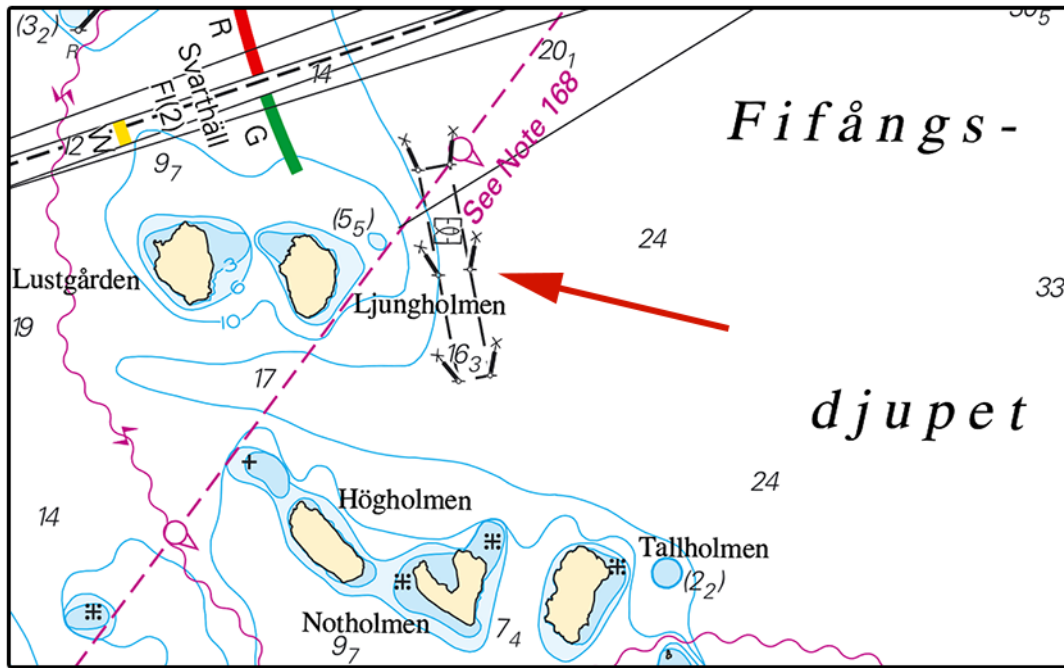 (3₂)
R
R
Svarthäll
Fl(2)
W
G
12
14
20₁
30₅
9₇
See Note 168
Fifångs-
(5₅)
24
Lustgården
3
6
10
Ljungholmen
33
19
16₃
17
djupet
24
14
Högholmen
Tallholmen
(2₂)
Notholmen
7₄
9₇